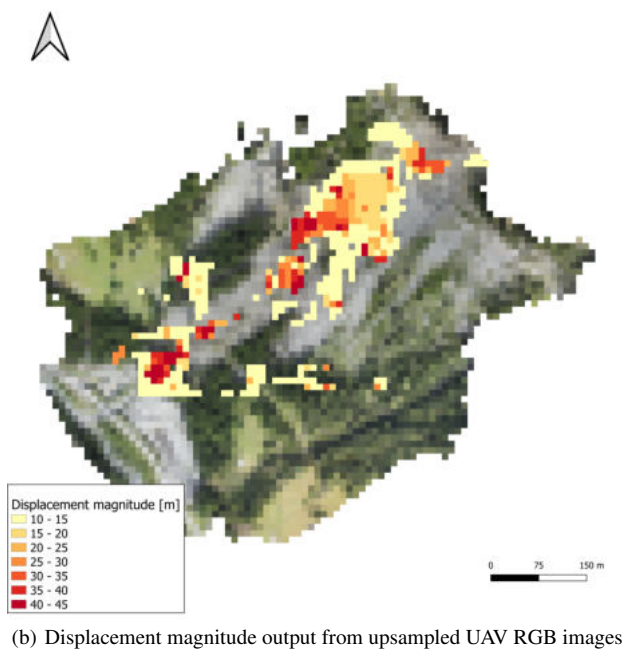 Displacement magnitude [m]
10 - 15
15 - 20
20 - 25
25 - 30
30 - 35
35 - 40
40 - 45
0 75 150 m
(b) Displacement magnitude output from upsampled UAV RGB images